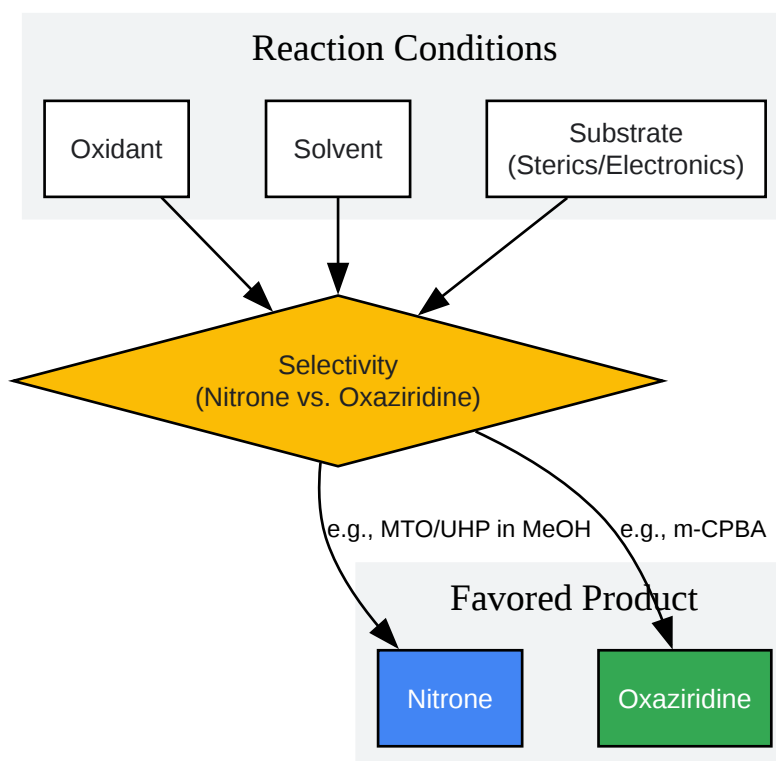 Reaction Conditions
Oxidant
Solvent
Substrate
(Sterics/Electronics)
Selectivity
(Nitrone vs. Oxaziridine)
e.g., MTO/UHP in MeOH
e.g., m-CPBA
Favored Product
Nitrone
Oxaziridine